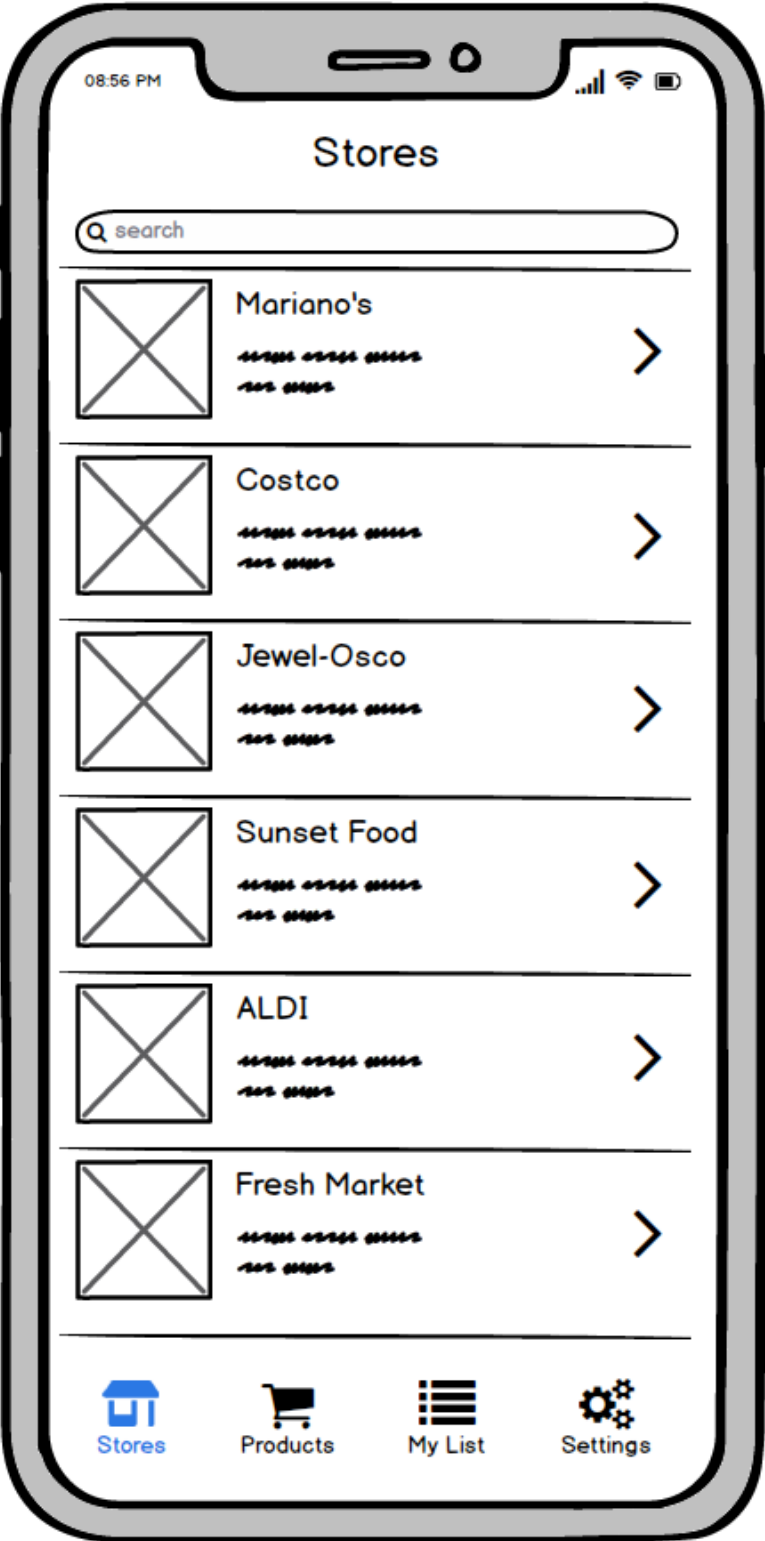 08:56 PM
Stores
search
Mariano's
Costco
Jewel-Osco
Sunset Food
ALDI
Fresh Market
Stores
Products
My List
Settings